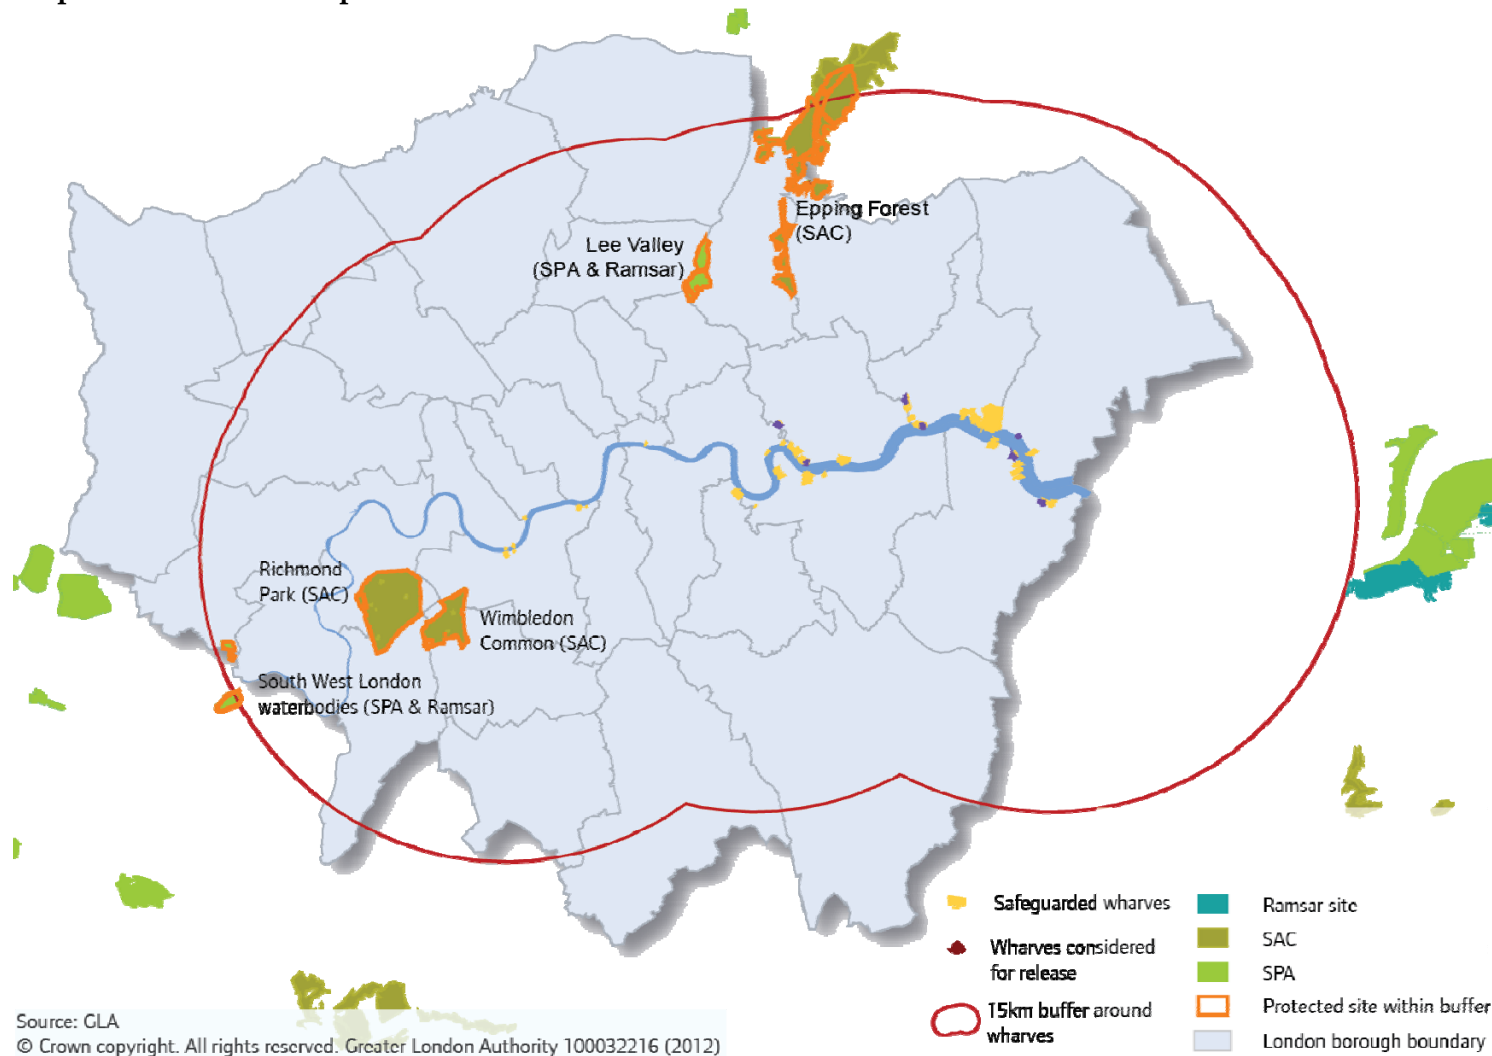 Epping Forest
(SAC)
Lee Valley
(SPA & Ramsar)
Richmond
Park (SAC)
Wimbledon
Common (SAC)
South West London
waterbodies (SPA & Ramsar)
Safeguarded wharves
Wharves considered
for release
15km buffer around
wharves
Ramsar site
SAC
SPA
Protected site within buffer
London borough boundary
Source: GLA
© Crown copyright. All rights reserved. Greater London Authority 100032216 (2012)